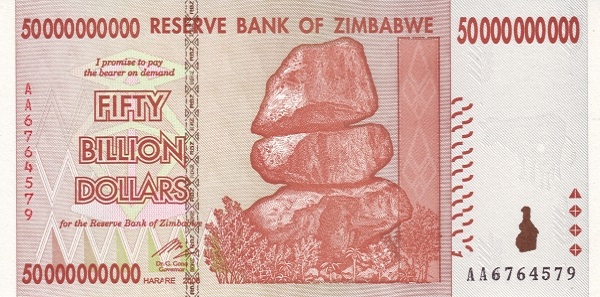 50000000000 RESERVE BANK OF ZIMBABWE 50000000000
I promise to pay
the bearer on demand
FIFTY
BILLION
DOLLARS
for the Reserve Bank of Zimbabwe
Dr. G. Gono
Governor
50000000000 HARARE 2008
AA6764579
AA6764579
RBZ